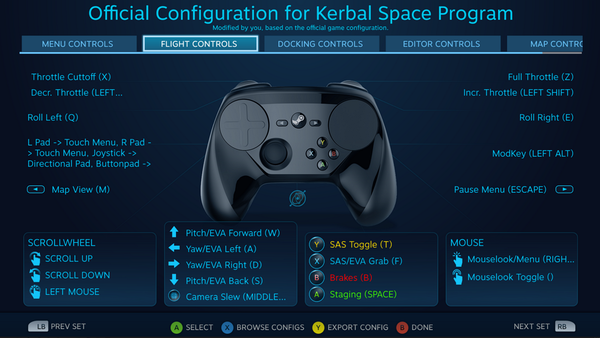 Official Configuration for Kerbal Space Program
Modified by you, based on the official game configuration.
MENU CONTROLS
FLIGHT CONTROLS
DOCKING CONTROLS
EDITOR CONTROLS
MAP CONTRO
Throttle Cuttoff (X)
Decr. Throttle (LEFT...
Roll Left (Q)
L Pad -> Touch Menu, R Pad -
> Touch Menu, Joystick ->
Directional Pad, Buttonpad ->
Map View (M)
Full Throttle (Z)
Incr. Throttle (LEFT SHIFT)
Roll Right (E)
ModKey (LEFT ALT)
Pause Menu (ESCAPE)
Y
X
B
A
SCROLLWHEEL
SCROLL UP
SCROLL DOWN
LEFT MOUSE
Pitch/EVA Forward (W)
Yaw/EVA Left (A)
Yaw/EVA Right (D)
Pitch/EVA Back (S)
Camera Slew (MIDDLE...
Y SAS Toggle (T)
X SAS/EVA Grab (F)
B Brakes (B)
A Staging (SPACE)
MOUSE
Mouselook/Menu (RIGH...
Mouselook Toggle ()
LB PREV SET
A SELECT
X BROWSE CONFIGS
Y EXPORT CONFIG
B DONE
NEXT SET RB